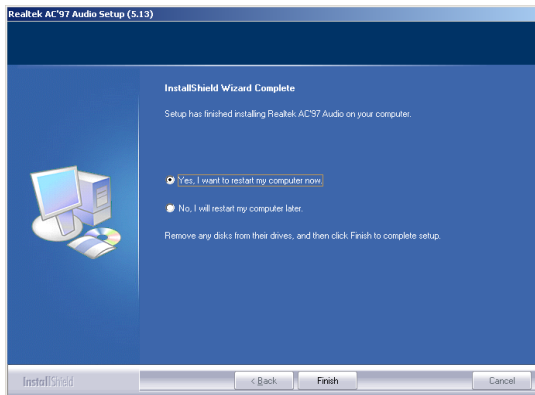 Realtek AC'97 Audio Setup (5.13)
InstallShield Wizard Complete
Setup has finished installing Realtek AC'97 Audio on your computer.
Yes, I want to restart my computer now.
No, I will restart my computer later.
Remove any disks from their drives, and then click Finish to complete setup.
InstallShield
< Back
Finish
Cancel